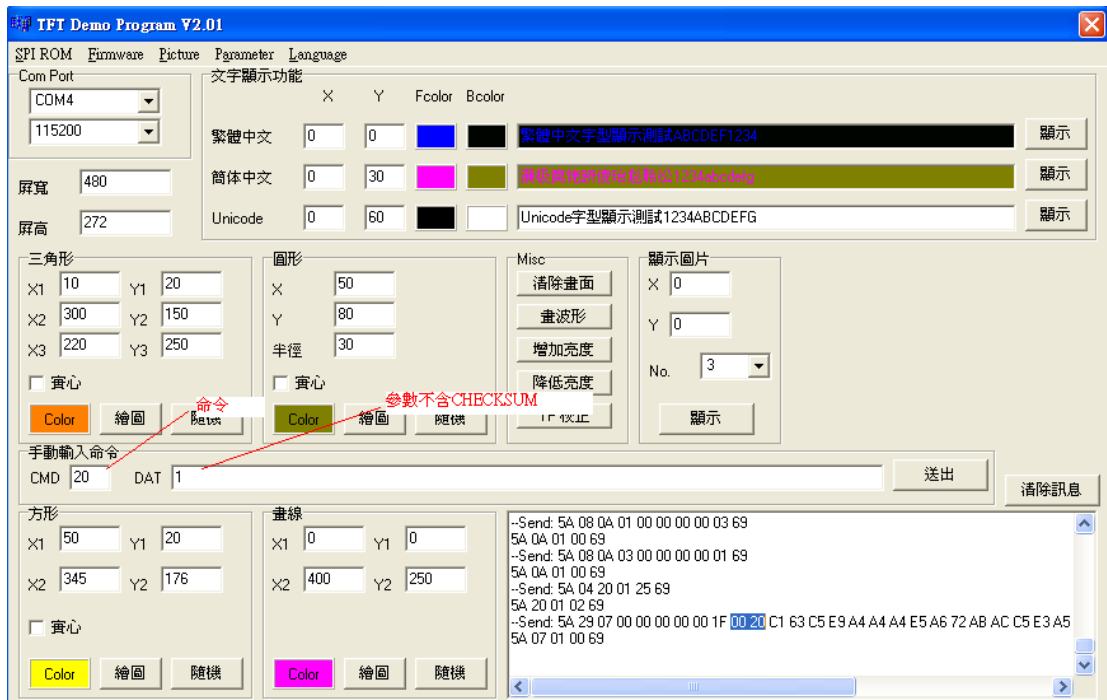 TFT Demo Program V2.01
SPI ROM Firmware Picture Parameter Language
Com Port
COM4
115200
屏寬 480
屏高 272
文字顯示功能
X Y Fcolor Bcolor
繁體中文 0 0 繁體中文字型顯示測試ABCDEF1234 顯示
簡体中文 0 30 1234abcdefg 顯示
Unicode 0 60 Unicode字型顯示測試1234ABCDEFG 顯示
三角形
X1 10 Y1 20
X2 300 Y2 150
X3 220 Y3 250
實心
Color 繪圖 隨機
圓形
X 50
Y 80
半徑 30
實心
Color 繪圖 隨機
Misc
清除畫面
畫波形
增加亮度
降低亮度
TP校正
顯示圖片
X 0
Y 0
No. 3
顯示
命令
參數不含CHECKSUM
手動輸入命令
CMD 20 DAT 1 送出
清除訊息
方形
X1 50 Y1 20
X2 345 Y2 176
實心
Color 繪圖 隨機
畫線
X1 0 Y1 0
X2 400 Y2 250
Color 繪圖 隨機
--Send: 5A 08 0A 01 00 00 00 00 03 69
5A 0A 01 00 69
--Send: 5A 08 0A 03 00 00 00 00 01 69
5A 0A 01 00 69
--Send: 5A 04 20 01 25 69
5A 20 01 02 69
--Send: 5A 29 07 00 00 00 00 00 1F 00 20 C1 63 C5 E9 A4 A4 A4 E5 A6 72 AB AC C5 E3 A5
5A 07 01 00 69